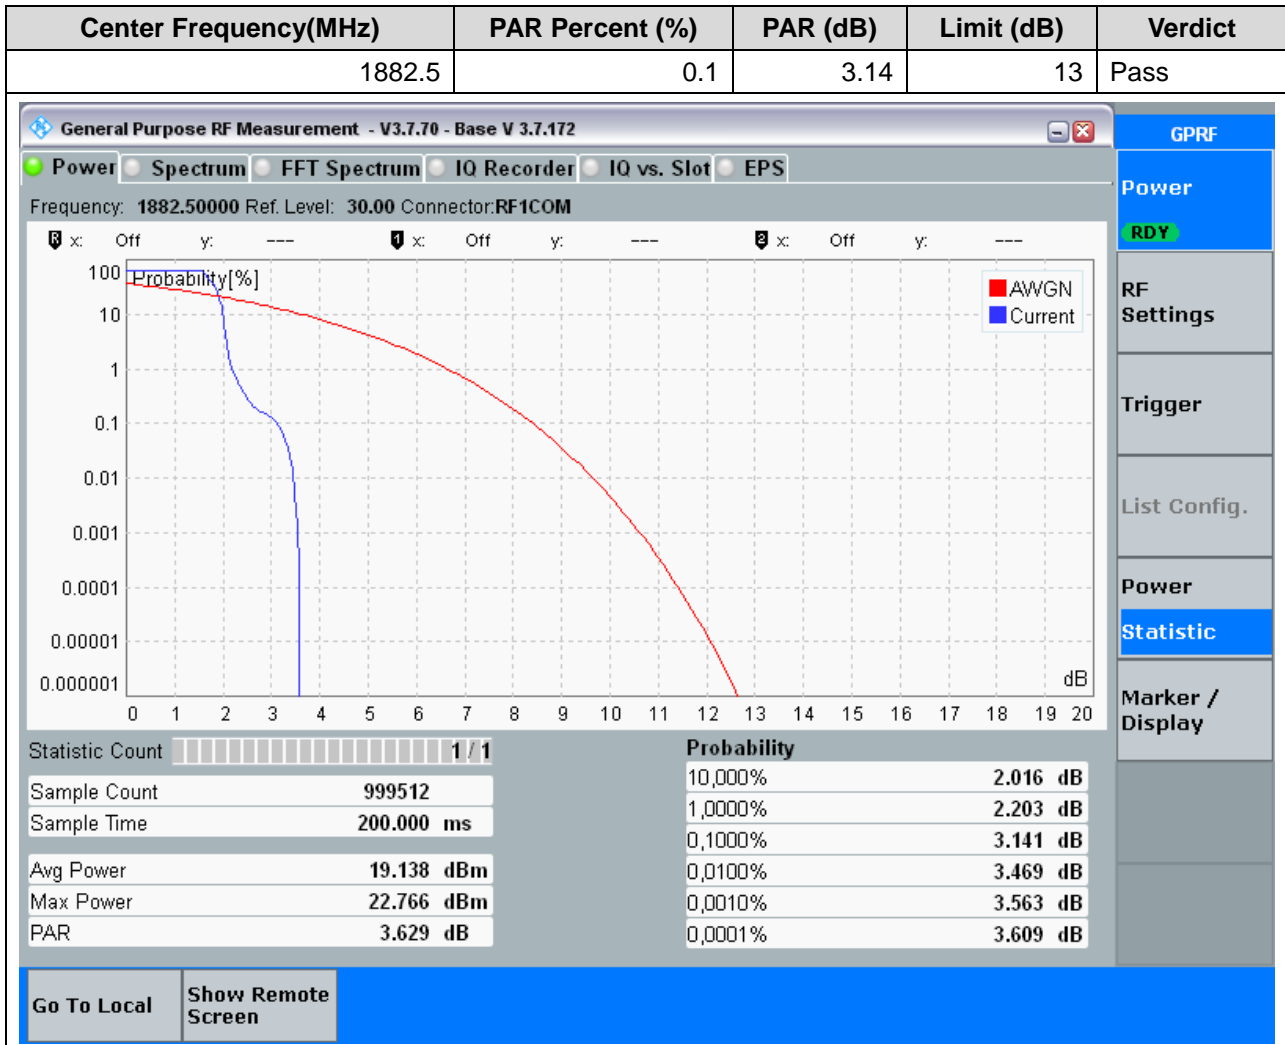 Center Frequency(MHz) PAR Percent (%) PAR (dB) Limit (dB) Verdict
1882.5 0.1 3.14 13 Pass
General Purpose RF Measurement - V3.7.70 - Base V 3.7.172
GPRF
Power Spectrum FFT Spectrum IQ Recorder IQ vs. Slot EPS
Power
RDY
Frequency: 1882.50000 Ref. Level: 30.00 Connector:RF1COM
R x: Off y: --- 1 x: Off y: --- 2 x: Off y: ---
Probability[%]
AWGN
Current
100
10
1
0.1
0.01
0.001
0.0001
0.00001
0.000001
dB
0 1 2 3 4 5 6 7 8 9 10 11 12 13 14 15 16 17 18 19 20
RF
Settings
Trigger
List Config.
Power
Statistic
Marker /
Display
Statistic Count 1 / 1
Sample Count 999512
Sample Time 200.000 ms
Avg Power 19.138 dBm
Max Power 22.766 dBm
PAR 3.629 dB
Probability
10,000% 2.016 dB
1,0000% 2.203 dB
0,1000% 3.141 dB
0,0100% 3.469 dB
0,0010% 3.563 dB
0,0001% 3.609 dB
Go To Local
Show Remote
Screen